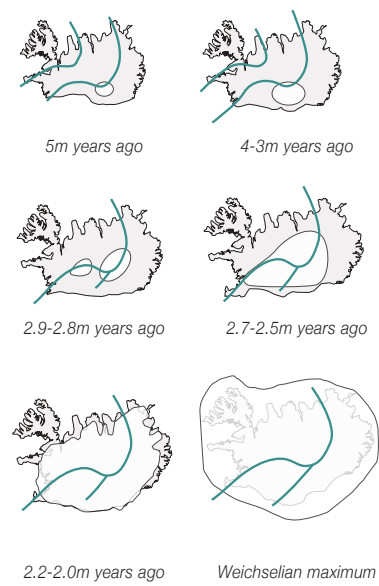 5m years ago
4-3m years ago
2.9-2.8m years ago
2.7-2.5m years ago
2.2-2.0m years ago
Weichselian maximum